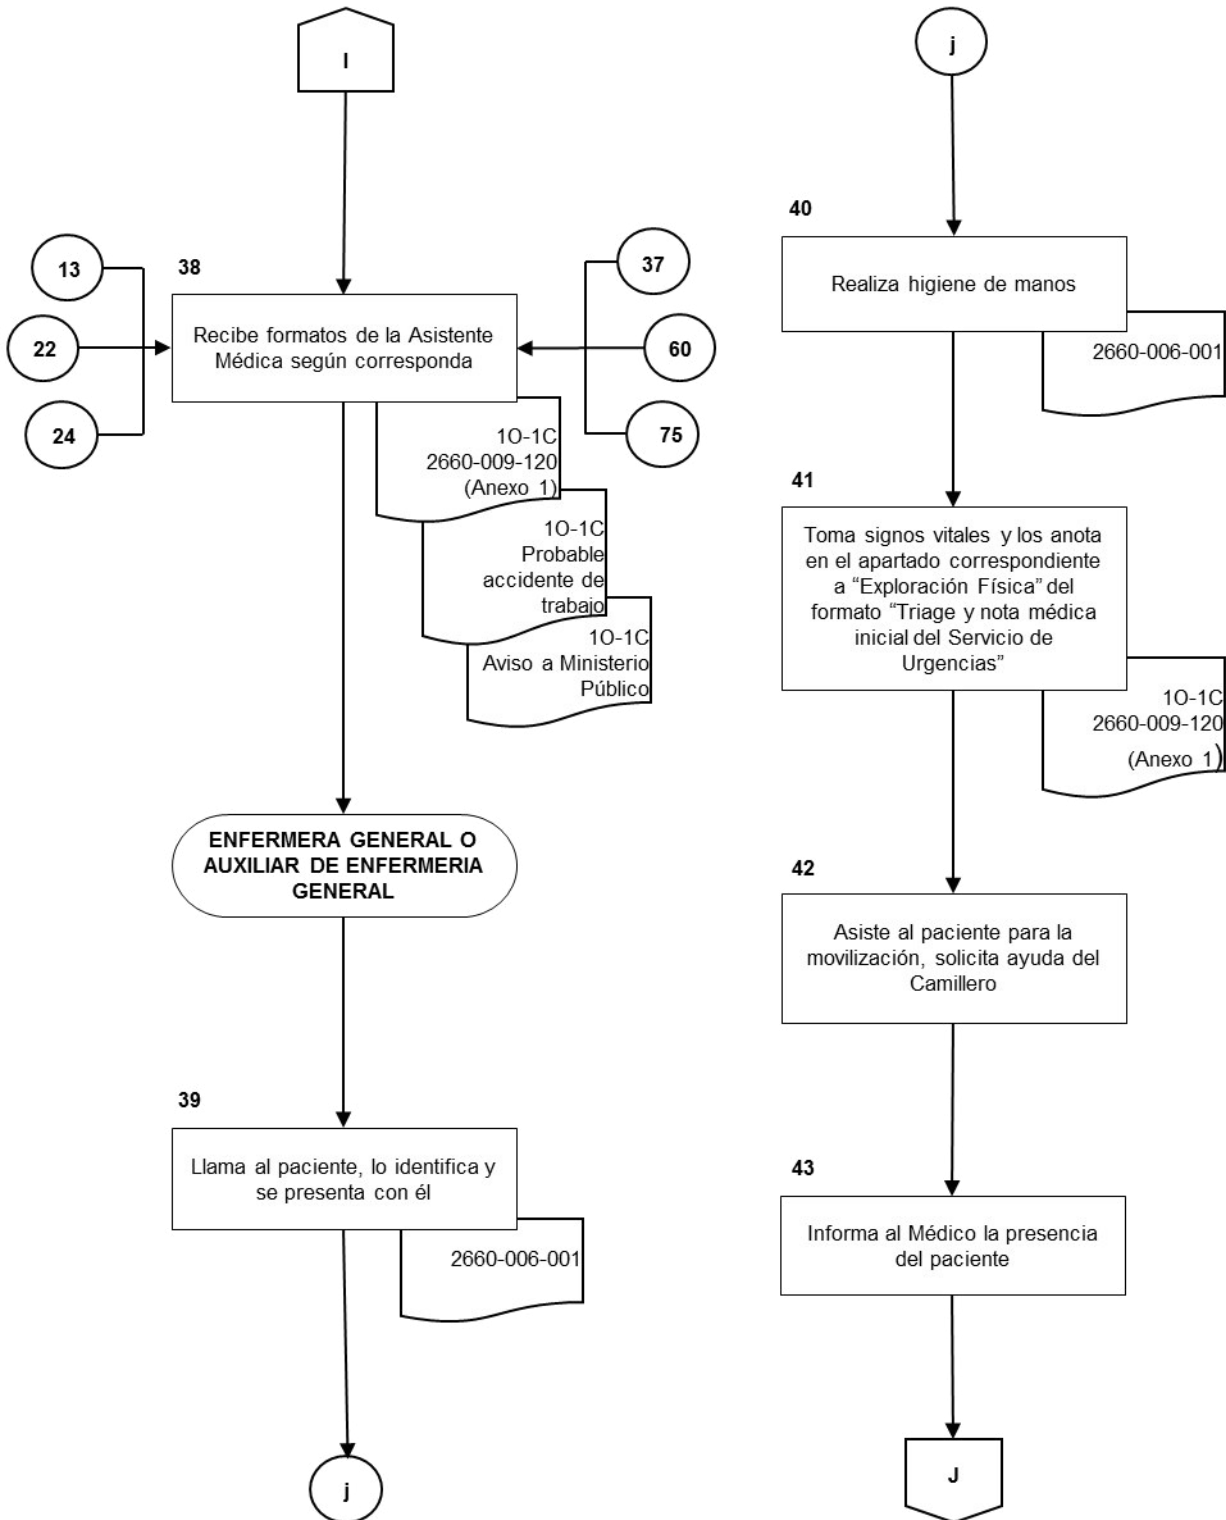 I
13
22
24
37
60
75
38
Recibe formatos de la Asistente
Médica según corresponda
1O-1C
2660-009-120
(Anexo 1)
1O-1C
Probable
accidente de
trabajo
1O-1C
Aviso a Ministerio
Público
ENFERMERA GENERAL O
AUXILIAR DE ENFERMERIA
GENERAL
39
Llama al paciente, lo identifica y
se presenta con él
2660-006-001
j
j
40
Realiza higiene de manos
2660-006-001
41
Toma signos vitales y los anota
en el apartado correspondiente
a “Exploración Física” del
formato “Triage y nota médica
inicial del Servicio de
Urgencias”
1O-1C
2660-009-120
(Anexo 1)
42
Asiste al paciente para la
movilización, solicita ayuda del
Camillero
43
Informa al Médico la presencia
del paciente
J